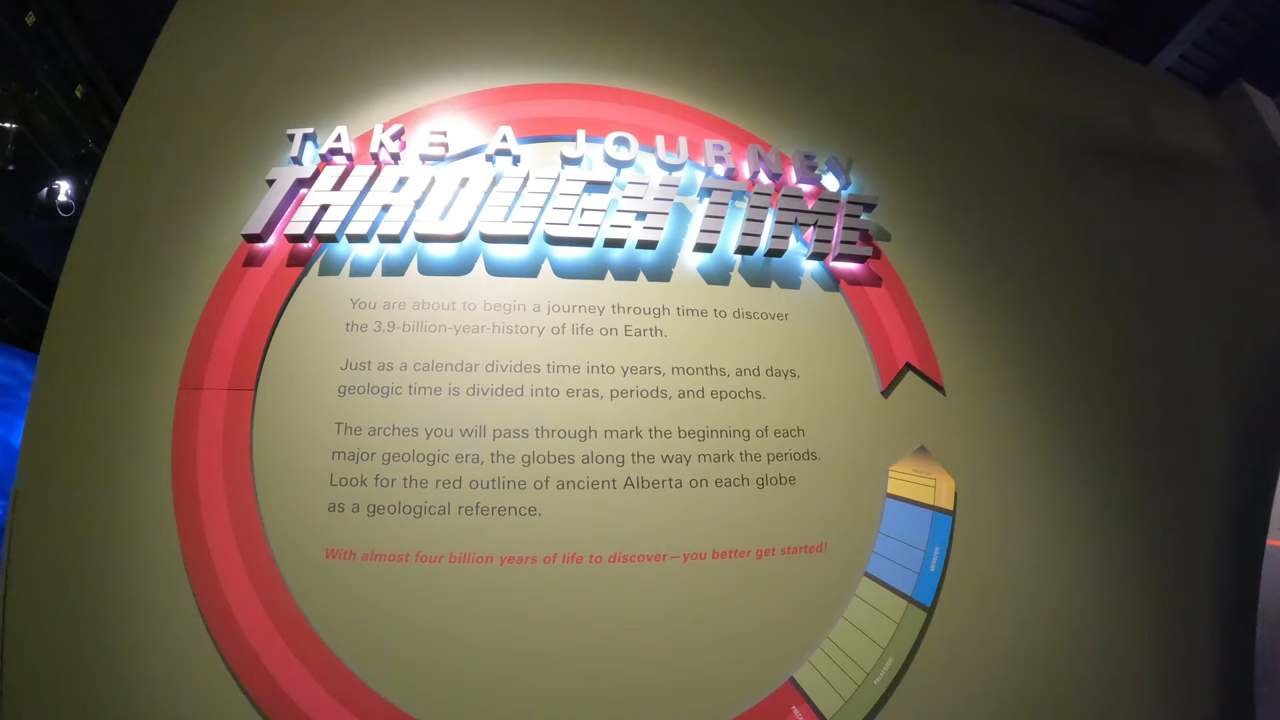 TAKE A JOURNEY
THROUGH TIME
You are about to begin a journey through time to discover
the 3.9-billion-year-history of life on Earth.
Just as a calendar divides time into years, months, and days,
geologic time is divided into eras, periods, and epochs.
The arches you will pass through mark the beginning of each
major geologic era, the globes along the way mark the periods.
Look for the red outline of ancient Alberta on each globe
as a geological reference.
With almost four billion years of life to discover—you better get started!
MESOZOIC
PALAEOZOIC